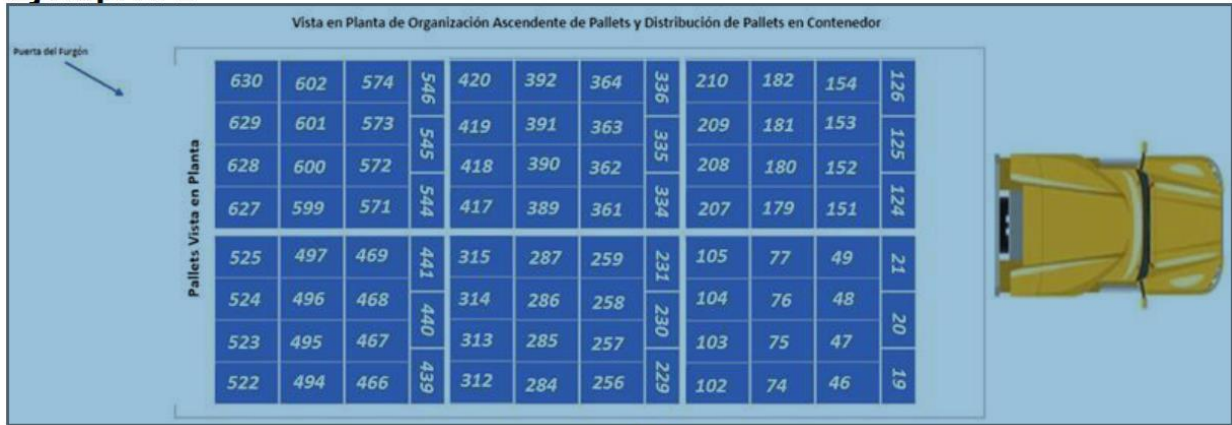 Vista en Planta de Organización Ascendente de Pallets y Distribución de Pallets en Contenedor
Puerta del Furgón
Pallets Vista en Planta
630 602 574 546 420 392 364 336 210 182 154 126
629 601 573 545 419 391 363 335 209 181 153 125
628 600 572 544 418 390 362 334 208 180 152 124
627 599 571 417 389 361 207 179 151
525 497 469 441 315 287 259 231 105 77 49 21
524 496 468 440 314 286 258 230 104 76 48 20
523 495 467 439 313 285 257 229 103 75 47 19
522 494 466 312 284 256 102 74 46